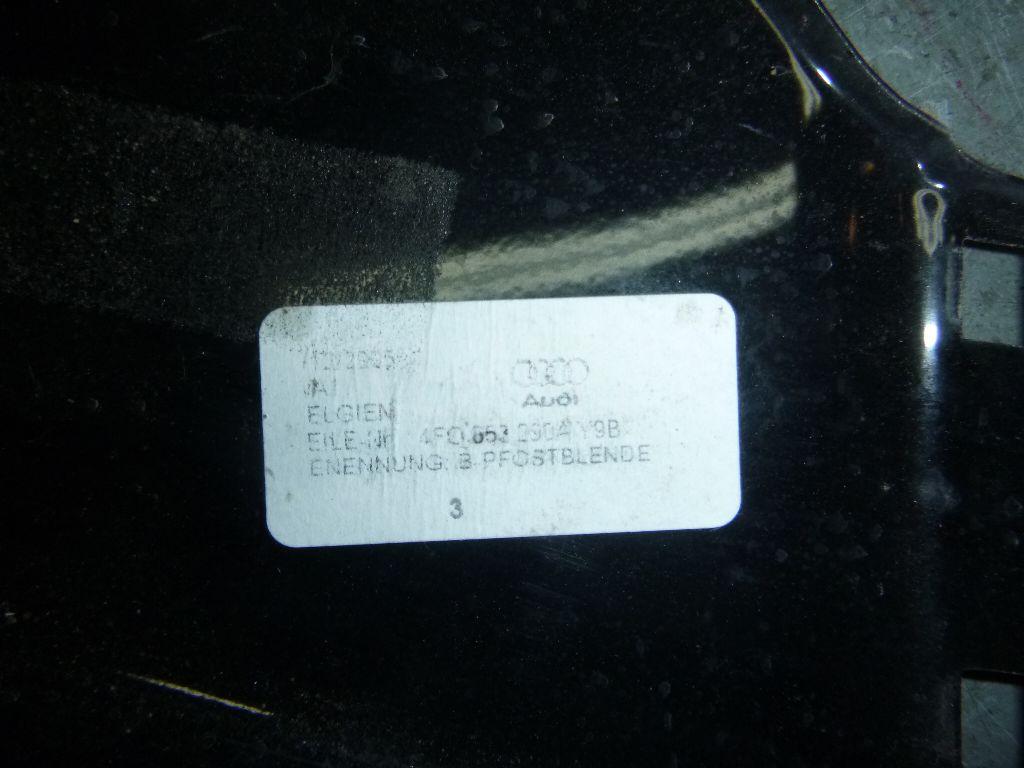 Audi
ELGIEN
EILE-Nr. 4F0 853 290A Y9B
ENENNUNG: B-PFOSTBLENDE
3